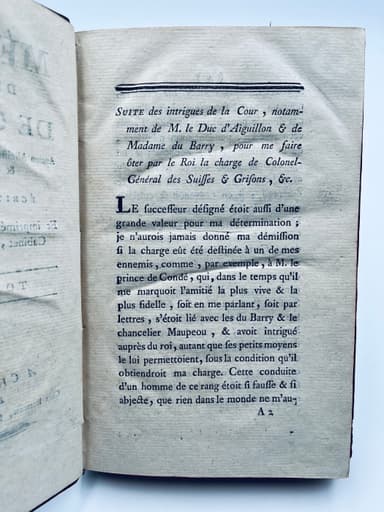 SUITE des intrigues de la Cour, notam-
ment de M. le Duc d'Aiguillon & de
Madame du Barry, pour me faire
ôter par le Roi la charge de Colonel-
Général des Suisses & Grisons, &c.
LE successeur désigné étoit aussi d'une
grande valeur pour ma détermination;
je n'aurois jamais donné ma démission
si la charge eût été destinée à un de mes
ennemis, comme, par exemple, à M. le
prince de Condé, qui, dans le temps qu'il
me marquoit l'amitié la plus vive & la
plus fidelle, soit en me parlant, soit par
lettres, s'étoit lié avec les du Barry & le
chancelier Maupeou, & avoit intrigué
auprès du roi, autant que ses petits moyens
le lui permettoient, sous la condition qu'il
obtiendroit ma charge. Cette conduite
d'un homme de ce rang étoit si fausse & si
abjecte, que rien dans le monde ne m'au-
A 2